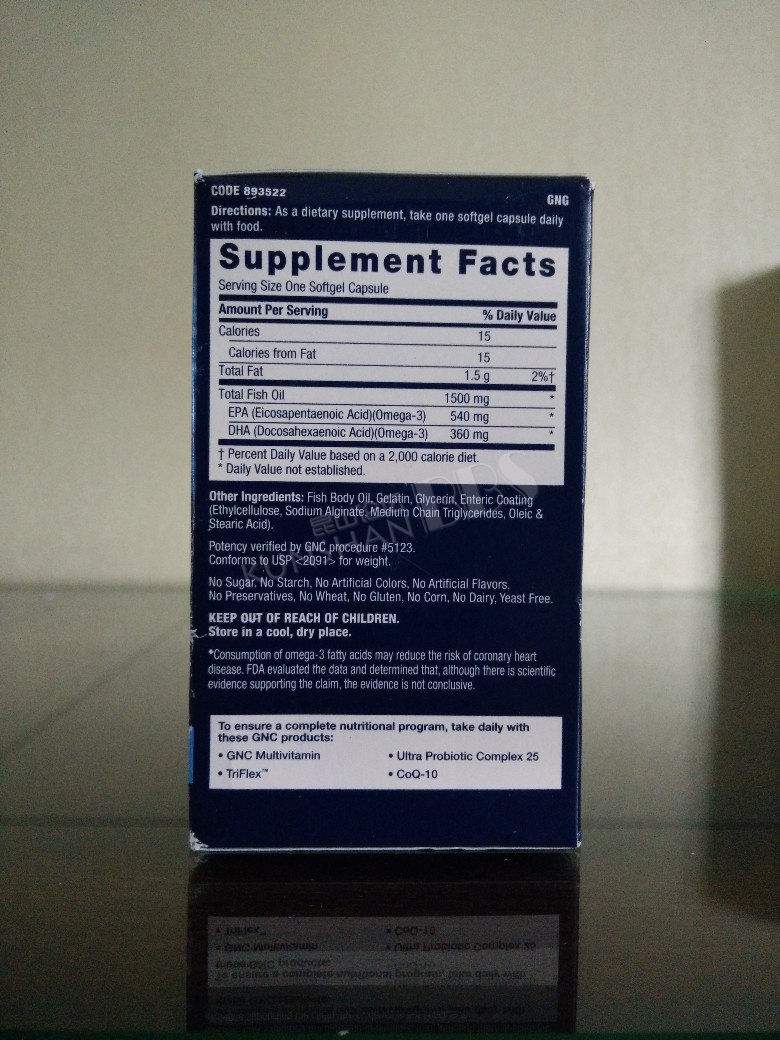 CODE 893522
GNG
Directions: As a dietary supplement, take one softgel capsule daily
with food.
Supplement Facts
Serving Size One Softgel Capsule
Amount Per Serving % Daily Value
Calories 15
Calories from Fat 15
Total Fat 1.5 g 2%†
Total Fish Oil 1500 mg *
EPA (Eicosapentaenoic Acid)(Omega-3) 540 mg *
DHA (Docosahexaenoic Acid)(Omega-3) 360 mg *
† Percent Daily Value based on a 2,000 calorie diet.
* Daily Value not established.
Other Ingredients: Fish Body Oil, Gelatin, Glycerin, Enteric Coating
(Ethylcellulose, Sodium Alginate, Medium Chain Triglycerides, Oleic &
Stearic Acid).
Potency verified by GNC procedure #5123.
Conforms to USP <2091> for weight.
No Sugar, No Starch, No Artificial Colors, No Artificial Flavors,
No Preservatives, No Wheat, No Gluten, No Corn, No Dairy, Yeast Free.
KEEP OUT OF REACH OF CHILDREN.
Store in a cool, dry place.
♦Consumption of omega-3 fatty acids may reduce the risk of coronary heart
disease. FDA evaluated the data and determined that, although there is scientific
evidence supporting the claim, the evidence is not conclusive.
To ensure a complete nutritional program, take daily with
these GNC products:
• GNC Multivitamin • Ultra Probiotic Complex 25
• TriFlex™ • CoQ-10